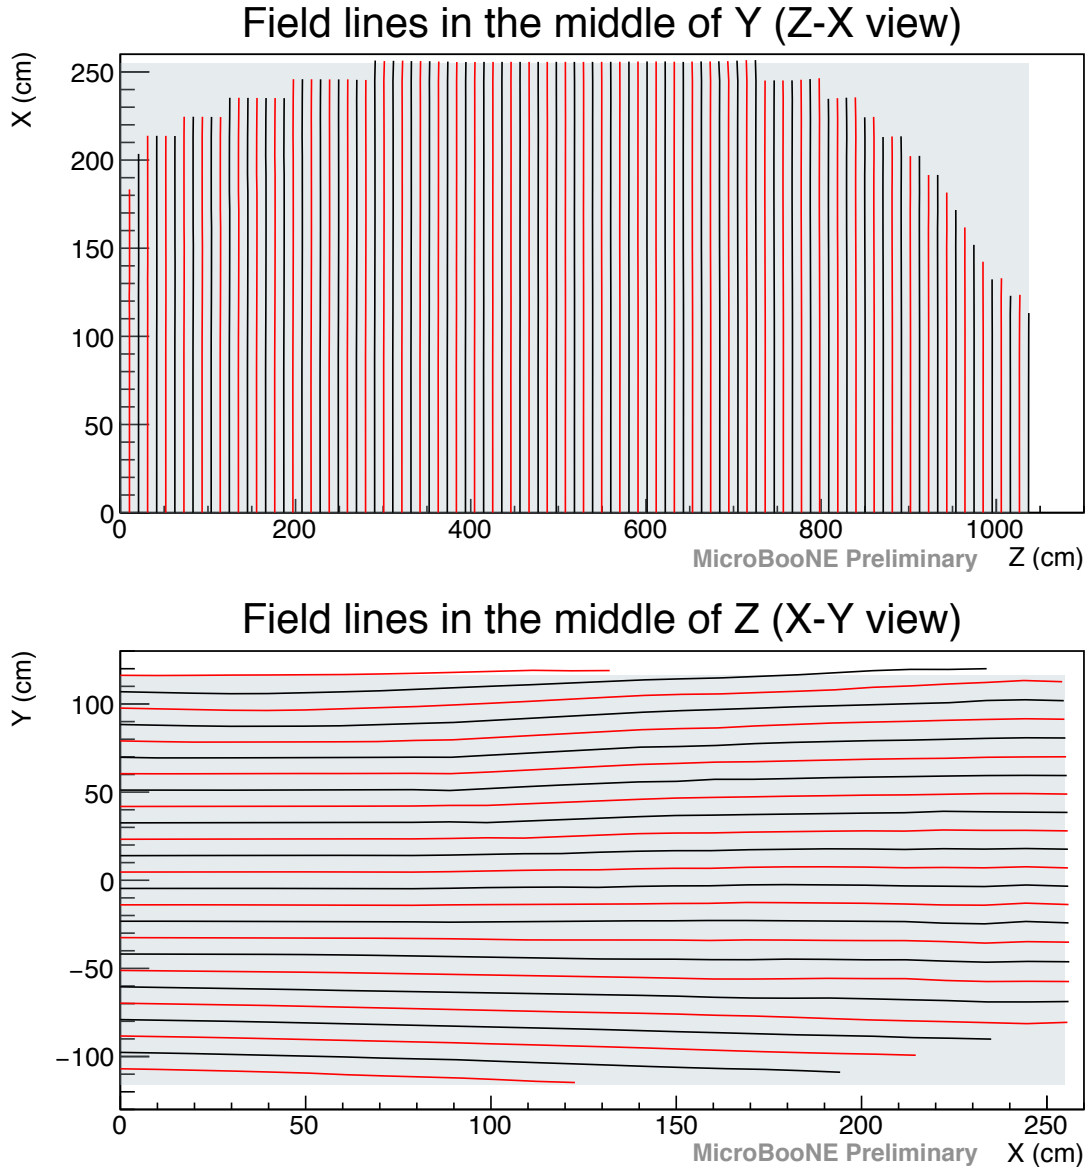 Field lines in the middle of Y (Z-X view)
X (cm)
250
200
150
100
50
0
0 200 400 600 800 1000
MicroBooNE Preliminary Z (cm)
Field lines in the middle of Z (X-Y view)
Y (cm)
100
50
0
−50
−100
0 50 100 150 200 250
MicroBooNE Preliminary X (cm)